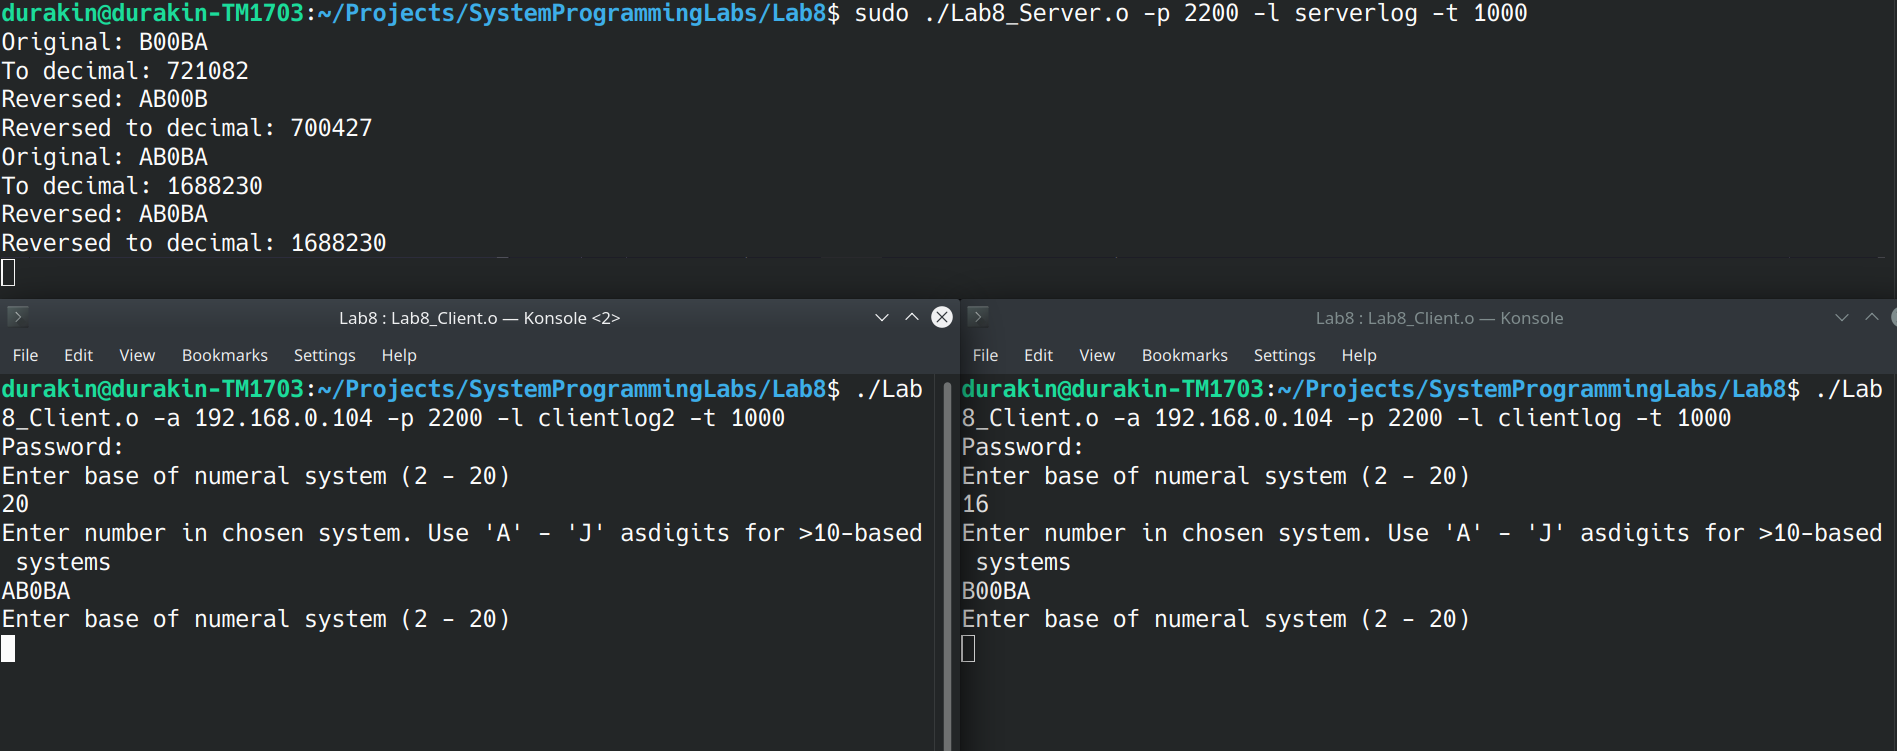 durakin@durakin-TM1703:~/Projects/SystemProgrammingLabs/Lab8$ sudo ./Lab8_Server.o -p 2200 -l serverlog -t 1000
Original: B00BA
To decimal: 721082
Reversed: AB00B
Reversed to decimal: 700427
Original: AB0BA
To decimal: 1688230
Reversed: AB0BA
Reversed to decimal: 1688230
Lab8 : Lab8_Client.o — Konsole <2>
File Edit View Bookmarks Settings Help
durakin@durakin-TM1703:~/Projects/SystemProgrammingLabs/Lab8$ ./Lab
8_Client.o -a 192.168.0.104 -p 2200 -l clientlog2 -t 1000
Password:
Enter base of numeral system (2 - 20)
20
Enter number in chosen system. Use 'A' - 'J' asdigits for >10-based
systems
AB0BA
Enter base of numeral system (2 - 20)
Lab8 : Lab8_Client.o — Konsole
File Edit View Bookmarks Settings Help
durakin@durakin-TM1703:~/Projects/SystemProgrammingLabs/Lab8$ ./Lab
8_Client.o -a 192.168.0.104 -p 2200 -l clientlog -t 1000
Password:
Enter base of numeral system (2 - 20)
16
Enter number in chosen system. Use 'A' - 'J' asdigits for >10-based
systems
B00BA
Enter base of numeral system (2 - 20)